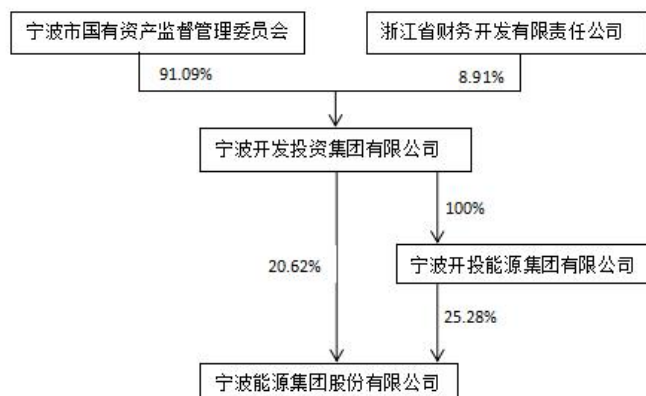 宁波市国有资产监督管理委员会
浙江省财务开发有限责任公司
91.09%
8.91%
宁波开发投资集团有限公司
100%
20.62%
宁波开投能源集团有限公司
25.28%
宁波能源集团股份有限公司